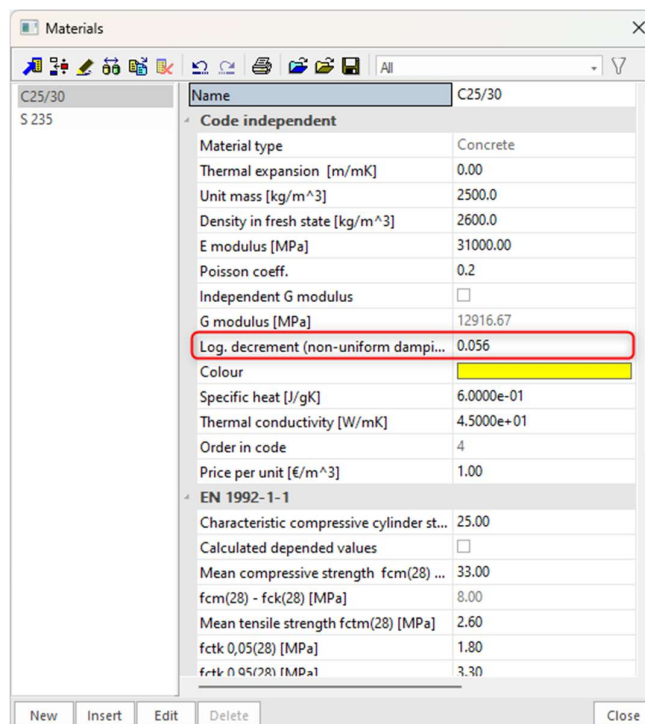 Materials
All
C25/30
S 235
Name C25/30
Code independent
Material type Concrete
Thermal expansion [m/mK] 0.00
Unit mass [kg/m^3] 2500.0
Density in fresh state [kg/m^3] 2600.0
E modulus [MPa] 31000.00
Poisson coeff. 0.2
Independent G modulus
G modulus [MPa] 12916.67
Log. decrement (non-uniform dampi... 0.056
Colour
Specific heat [J/gK] 6.0000e-01
Thermal conductivity [W/mK] 4.5000e+01
Order in code 4
Price per unit [€/m^3] 1.00
EN 1992-1-1
Characteristic compressive cylinder st... 25.00
Calculated depended values
Mean compressive strength fcm(28) ... 33.00
fcm(28) - fck(28) [MPa] 8.00
Mean tensile strength fctm(28) [MPa] 2.60
fctk 0,05(28) [MPa] 1.80
fctk 0,95(28) [MPa] 3.30
New Insert Edit Delete Close